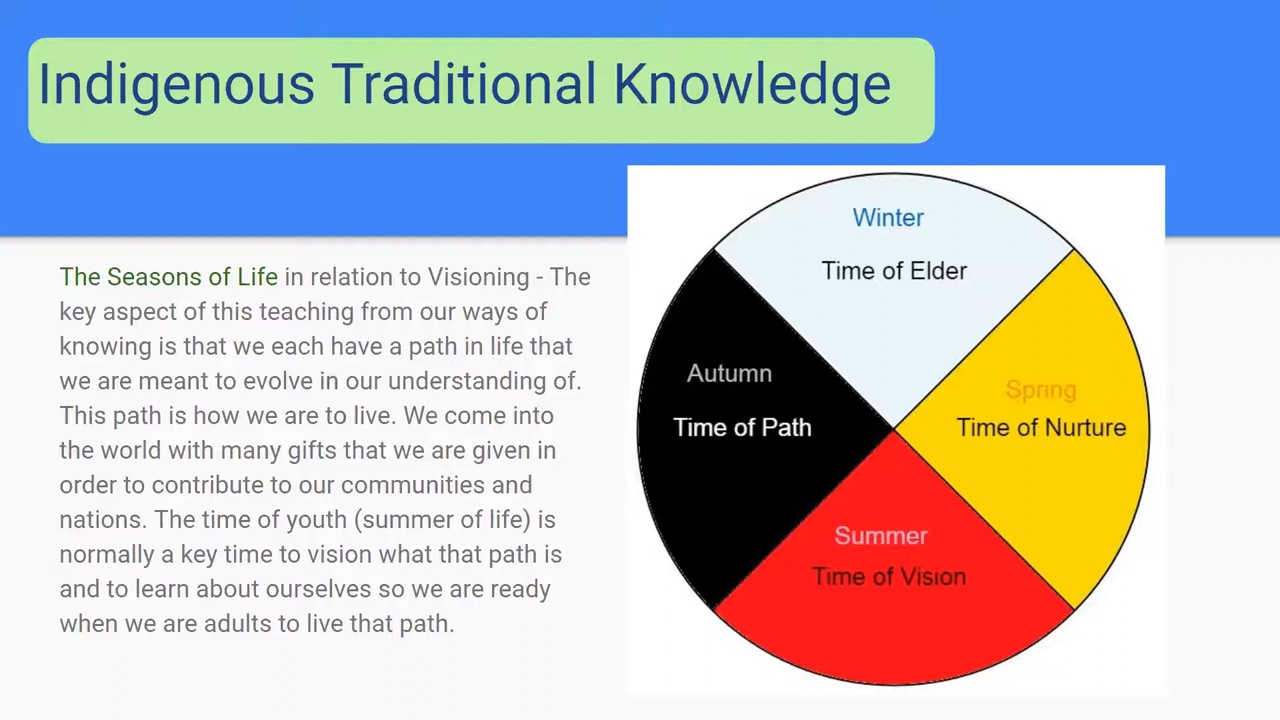 Indigenous Traditional Knowledge
The Seasons of Life in relation to Visioning - The
key aspect of this teaching from our ways of
knowing is that we each have a path in life that
we are meant to evolve in our understanding of.
This path is how we are to live. We come into
the world with many gifts that we are given in
order to contribute to our communities and
nations. The time of youth (summer of life) is
normally a key time to vision what that path is
and to learn about ourselves so we are ready
when we are adults to live that path.
Winter
Time of Elder
Autumn
Time of Path
Spring
Time of Nurture
Summer
Time of Vision